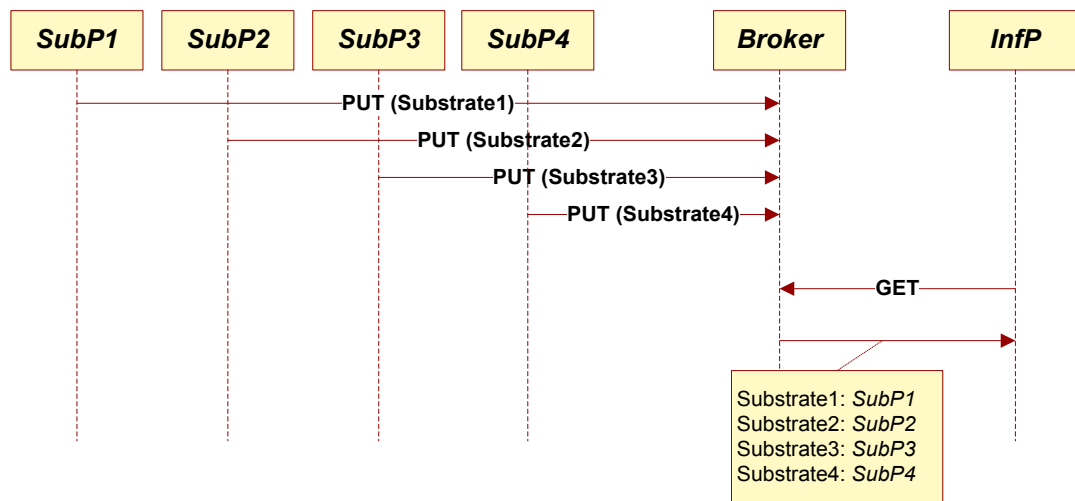 SubP1 SubP2 SubP3 SubP4 Broker InfP
PUT (Substrate1)
PUT (Substrate2)
PUT (Substrate3)
PUT (Substrate4)
GET
Substrate1: SubP1
Substrate2: SubP2
Substrate3: SubP3
Substrate4: SubP4